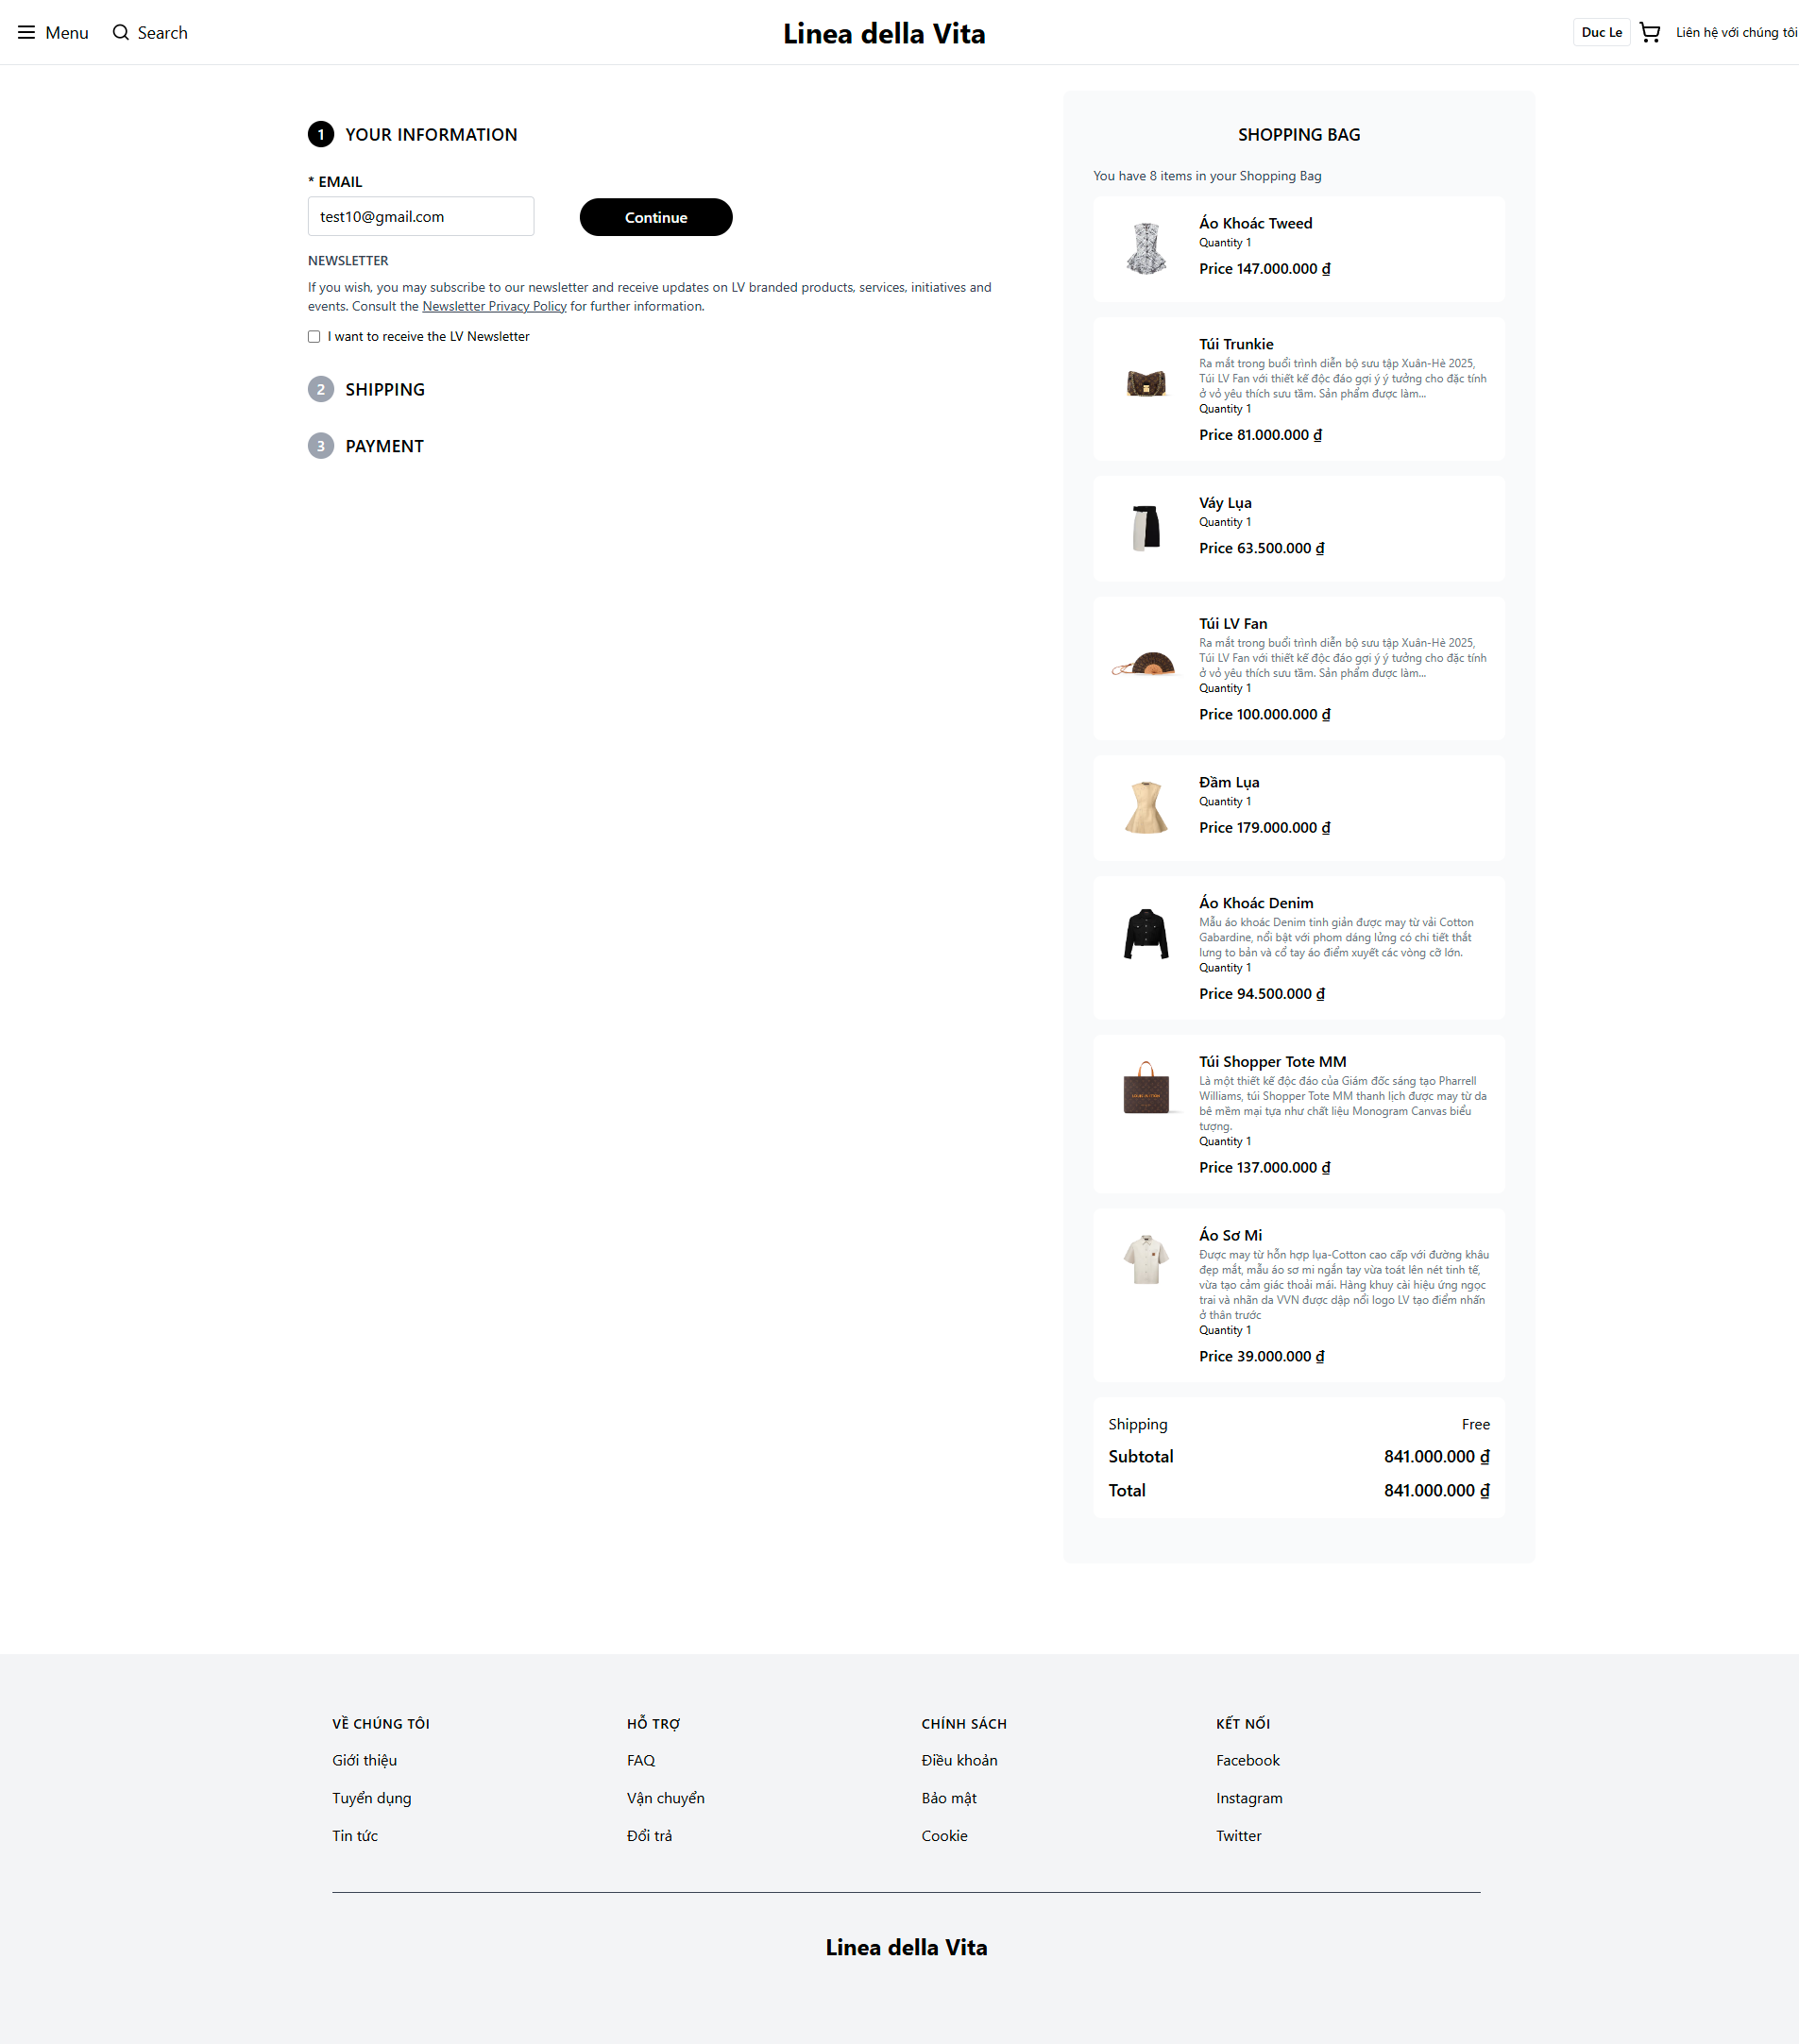 Menu
Search
Linea della Vita
Duc Le
Liên hệ với chúng tôi
1 YOUR INFORMATION
* EMAIL
test10@gmail.com
Continue
NEWSLETTER
If you wish, you may subscribe to our newsletter and receive updates on LV branded products, services, initiatives and
events. Consult the Newsletter Privacy Policy for further information.
I want to receive the LV Newsletter
2 SHIPPING
3 PAYMENT
SHOPPING BAG
You have 8 items in your Shopping Bag
Áo Khoác Tweed
Quantity 1
Price 147.000.000 ₫
Túi Trunkie
Ra mắt trong buổi trình diễn bộ sưu tập Xuân-Hè 2025,
Túi LV Fan với thiết kế độc đáo gợi ý ý tưởng cho đặc tính
ở vỏ yêu thích sưu tầm. Sản phẩm được làm...
Quantity 1
Price 81.000.000 ₫
Váy Lụa
Quantity 1
Price 63.500.000 ₫
Túi LV Fan
Ra mắt trong buổi trình diễn bộ sưu tập Xuân-Hè 2025,
Túi LV Fan với thiết kế độc đáo gợi ý ý tưởng cho đặc tính
ở vỏ yêu thích sưu tầm. Sản phẩm được làm...
Quantity 1
Price 100.000.000 ₫
Đầm Lụa
Quantity 1
Price 179.000.000 ₫
Áo Khoác Denim
Mẫu áo khoác Denim tinh giản được may từ vải Cotton
Gabardine, nổi bật với phom dáng lửng có chi tiết thắt
lưng to bản và cổ tay áo điểm xuyết các vòng cỡ lớn.
Quantity 1
Price 94.500.000 ₫
Túi Shopper Tote MM
Là một thiết kế độc đáo của Giám đốc sáng tạo Pharrell
Williams, túi Shopper Tote MM thanh lịch được may từ da
bê mềm mại tựa như chất liệu Monogram Canvas biểu
tượng.
Quantity 1
Price 137.000.000 ₫
Áo Sơ Mi
Được may từ hỗn hợp lụa-Cotton cao cấp với đường khâu
đẹp mắt, mẫu áo sơ mi ngắn tay vừa toát lên nét tinh tế,
vừa tạo cảm giác thoải mái. Hàng khuy cài hiệu ứng ngọc
trai và nhãn da VVN được dập nổi logo LV tạo điểm nhấn
ở thân trước
Quantity 1
Price 39.000.000 ₫
Shipping Free
Subtotal 841.000.000 ₫
Total 841.000.000 ₫
VỀ CHÚNG TÔI
Giới thiệu
Tuyển dụng
Tin tức
HỖ TRỢ
FAQ
Vận chuyển
Đổi trả
CHÍNH SÁCH
Điều khoản
Bảo mật
Cookie
KẾT NỐI
Facebook
Instagram
Twitter
Linea della Vita